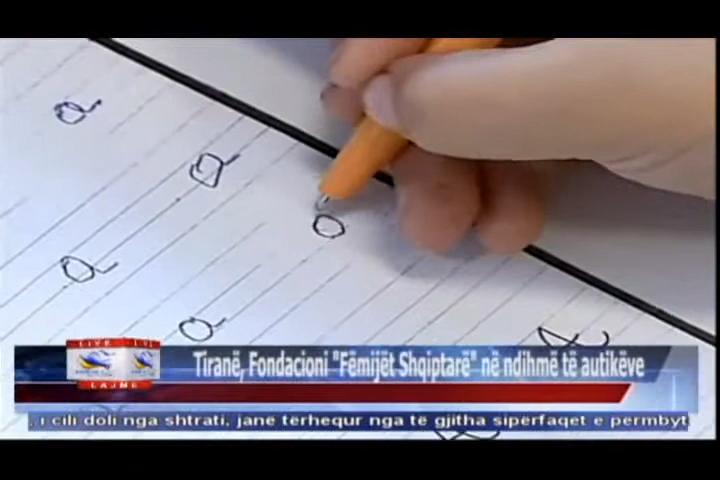 a
a
o
a
a
LIVE
LAJME
Tiranë, Fondacioni "Fëmijët Shqiptarë" në ndihmë të autikëve
, i cili doli nga shtrati, janë tërhequr nga të gjitha sipërfaqet e permbyt